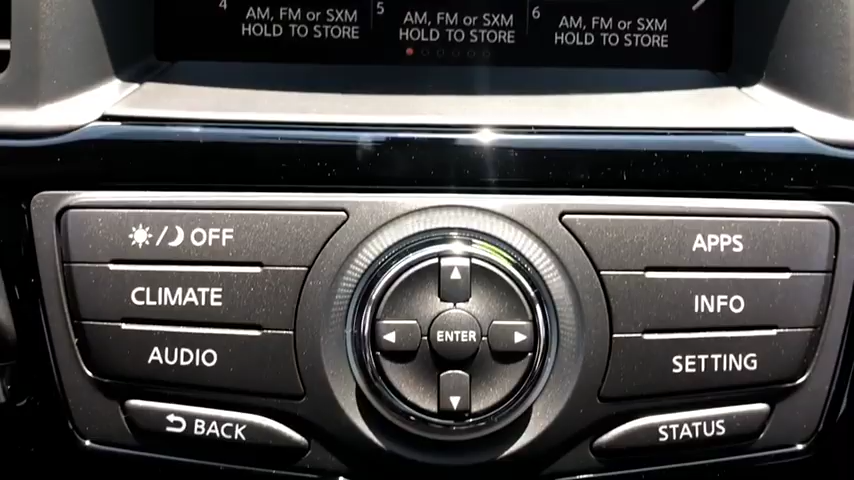 4 AM, FM or SXM
HOLD TO STORE
5 AM, FM or SXM
HOLD TO STORE
6 AM, FM or SXM
HOLD TO STORE
OFF
CLIMATE
AUDIO
BACK
ENTER
APPS
INFO
SETTING
STATUS